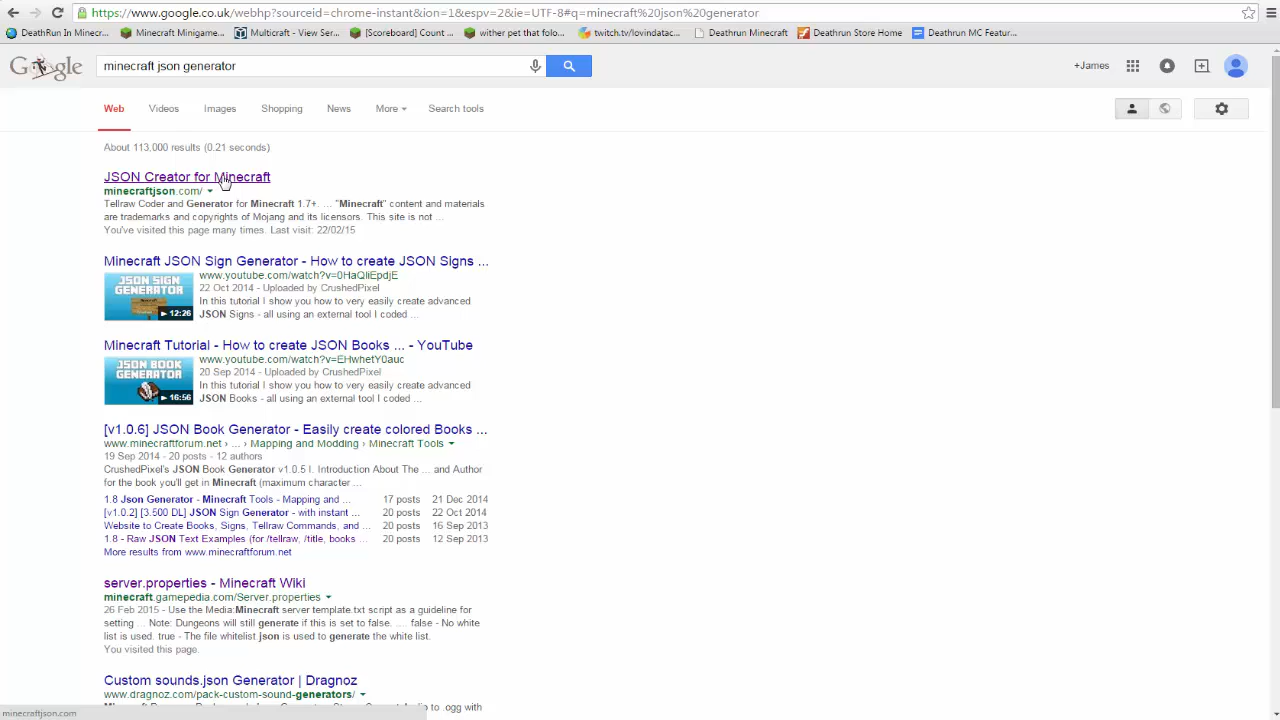 https://www.google.co.uk/webhp?sourceid=chrome-instant&ion=1&espv=2&ie=UTF-8#q=minecraft%20json%20generator
DeathRun In Minecr... Minecraft Minigame... Multicraft - View Ser... [Scoreboard] Count ... wither pet that folo... twitch.tv/lovindatac... Deathrun Minecraft Deathrun Store Home Deathrun MC Featur...
Google minecraft json generator +James
Web Videos Images Shopping News More Search tools
About 113,000 results (0.21 seconds)
JSON Creator for Minecraft
minecraftjson.com/
Tellraw Coder and Generator for Minecraft 1.7+. ... "Minecraft" content and materials
are trademarks and copyrights of Mojang and its licensors. This site is not ...
You've visited this page many times. Last visit: 22/02/15
Minecraft JSON Sign Generator - How to create JSON Signs ...
www.youtube.com/watch?v=0HaQliEpdjE
22 Oct 2014 - Uploaded by CrushedPixel
In this tutorial I show you how to very easily create advanced
JSON Signs - all using an external tool I coded ...
JSON SIGN
GENERATOR
12:26
Minecraft Tutorial - How to create JSON Books ... - YouTube
www.youtube.com/watch?v=EHwhetY0auc
20 Sep 2014 - Uploaded by CrushedPixel
In this tutorial I show you how to very easily create advanced
JSON Books - all using an external tool I coded ...
JSON BOOK
GENERATOR
16:56
[v1.0.6] JSON Book Generator - Easily create colored Books ...
www.minecraftforum.net › ... › Mapping and Modding › Minecraft Tools
19 Sep 2014 - 20 posts - 12 authors
CrushedPixel's JSON Book Generator v1.0.5 I. Introduction About The ... and Author
for the book you'll get in Minecraft (maximum character ...
1.8 Json Generator - Minecraft Tools - Mapping and ... 17 posts 21 Dec 2014
[v1.0.2] [3.500 DL] JSON Sign Generator - with instant ... 20 posts 22 Oct 2014
Website to Create Books, Signs, Tellraw Commands, and ... 20 posts 16 Sep 2013
1.8 - Raw JSON Text Examples (for /tellraw, /title, books ... 20 posts 12 Sep 2013
More results from www.minecraftforum.net
server.properties - Minecraft Wiki
minecraft.gamepedia.com/Server.properties
26 Feb 2015 - Use the Media:Minecraft server template.txt script as a guideline for
setting ... Note: Dungeons will still generate if this is set to false. .... false - No white
list is used. true - The file whitelist json is used to generate the white list.
You visited this page.
Custom sounds.json Generator | Dragnoz
www.dragnoz.com/pack-custom-sound-generators/
to .ogg with
minecraftjson.com